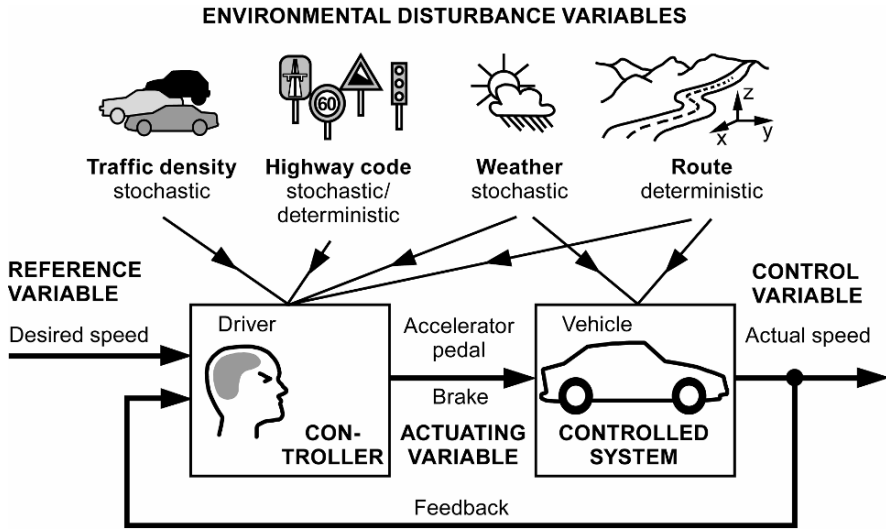 ENVIRONMENTAL DISTURBANCE VARIABLES
60
z
x
y
Traffic density
stochastic
Highway code
stochastic/
deterministic
Weather
stochastic
Route
deterministic
REFERENCE
VARIABLE
Desired speed
Driver
CON-
TROLLER
Accelerator
pedal
Brake
ACTUATING
VARIABLE
Vehicle
CONTROLLED
SYSTEM
CONTROL
VARIABLE
Actual speed
Feedback